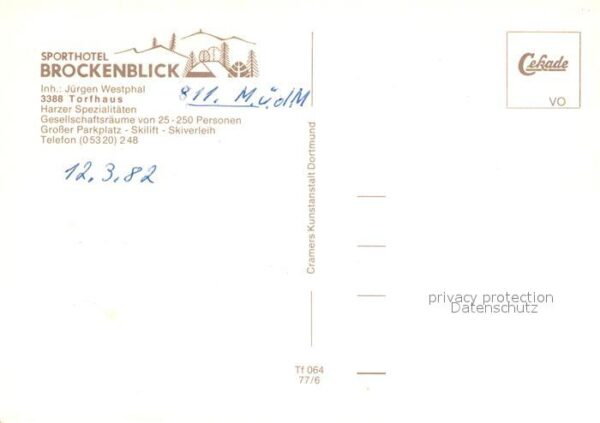 SPORTHOTEL
BROCKENBLICK
Inh.: Jürgen Westphal
3388 Torfhaus
Harzer Spezialitäten
Gesellschaftsräume von 25-250 Personen
Großer Parkplatz - Skilift - Skiverleih
Telefon (05320) 248
811. M.ü.d.M
12.3.82
Cramers Kunstanstalt Dortmund
Tf 064
77/6
Cekade
VO
privacy protection
Datenschutz